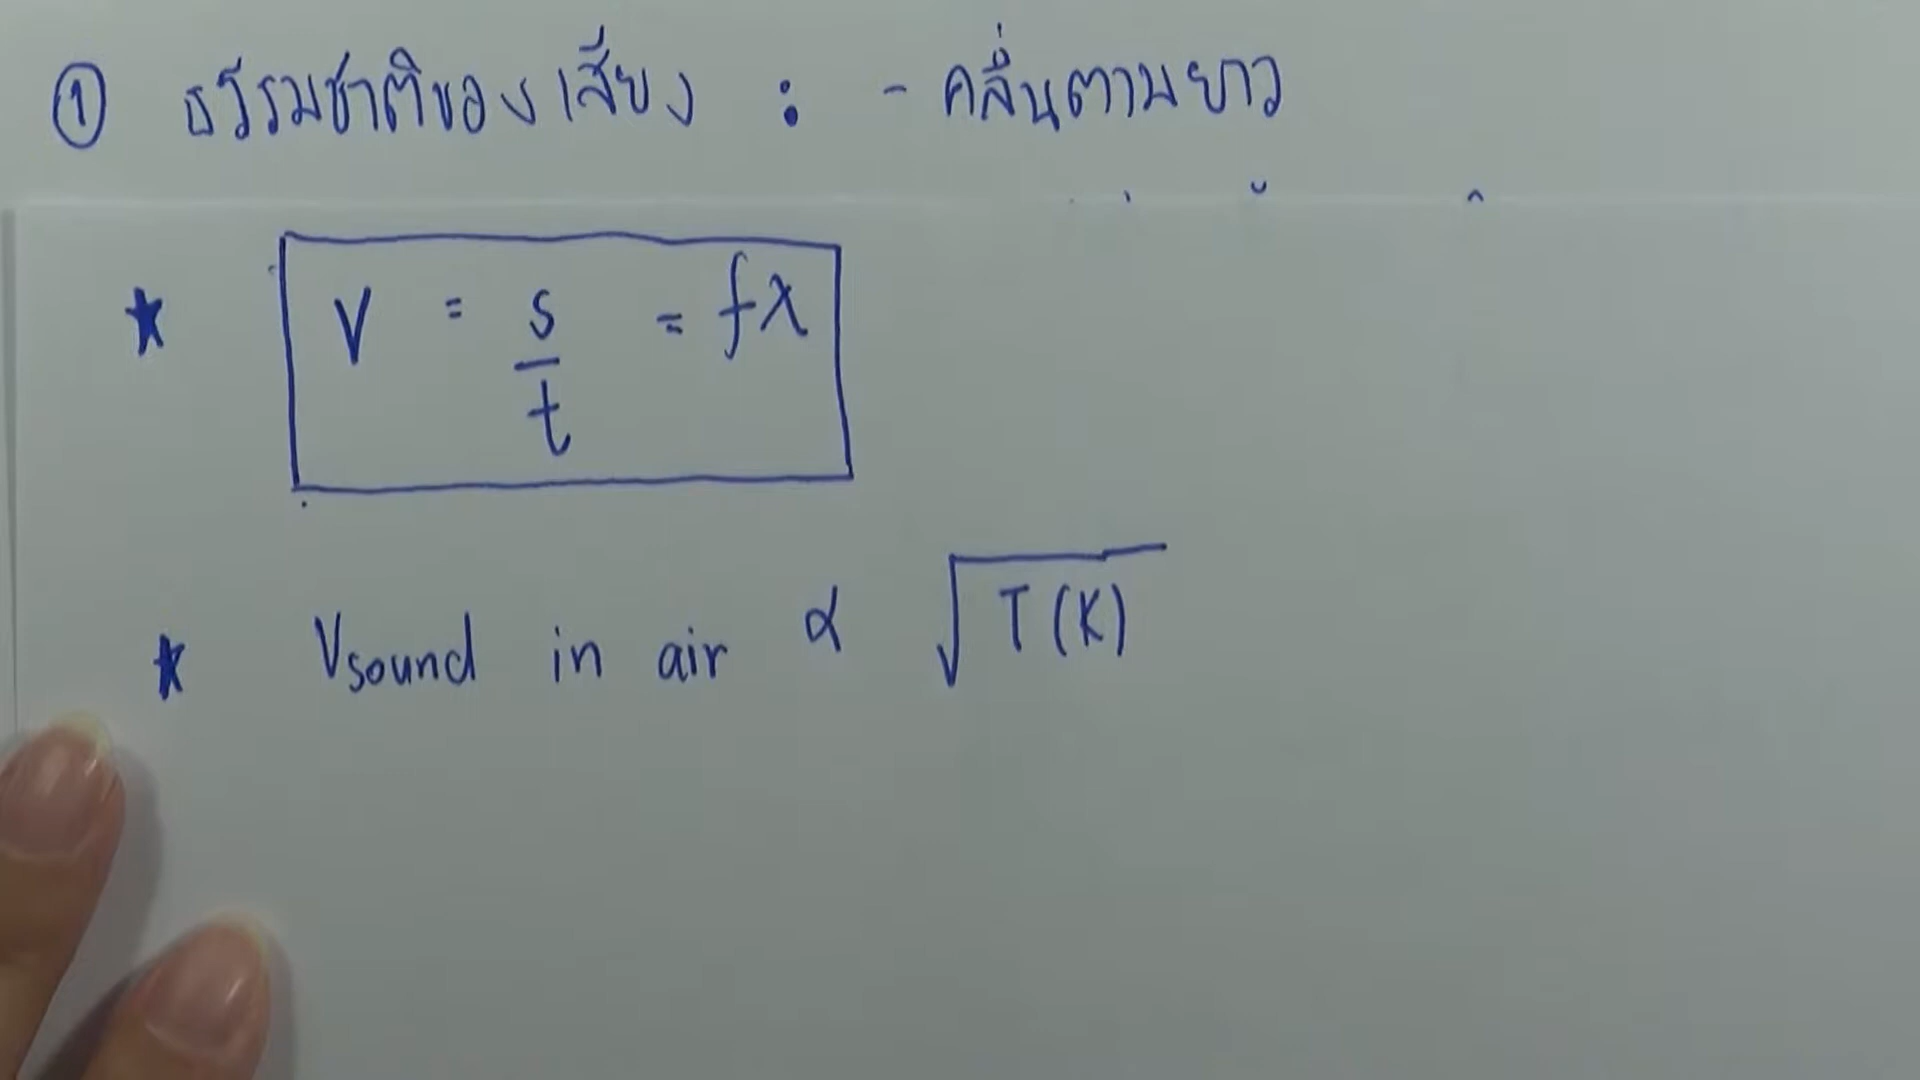 ① ธรรมชาติของเสียง : - คลื่นตามยาว
★ v = s/t = fλ
★ Vsound in air ∝ √T(K)